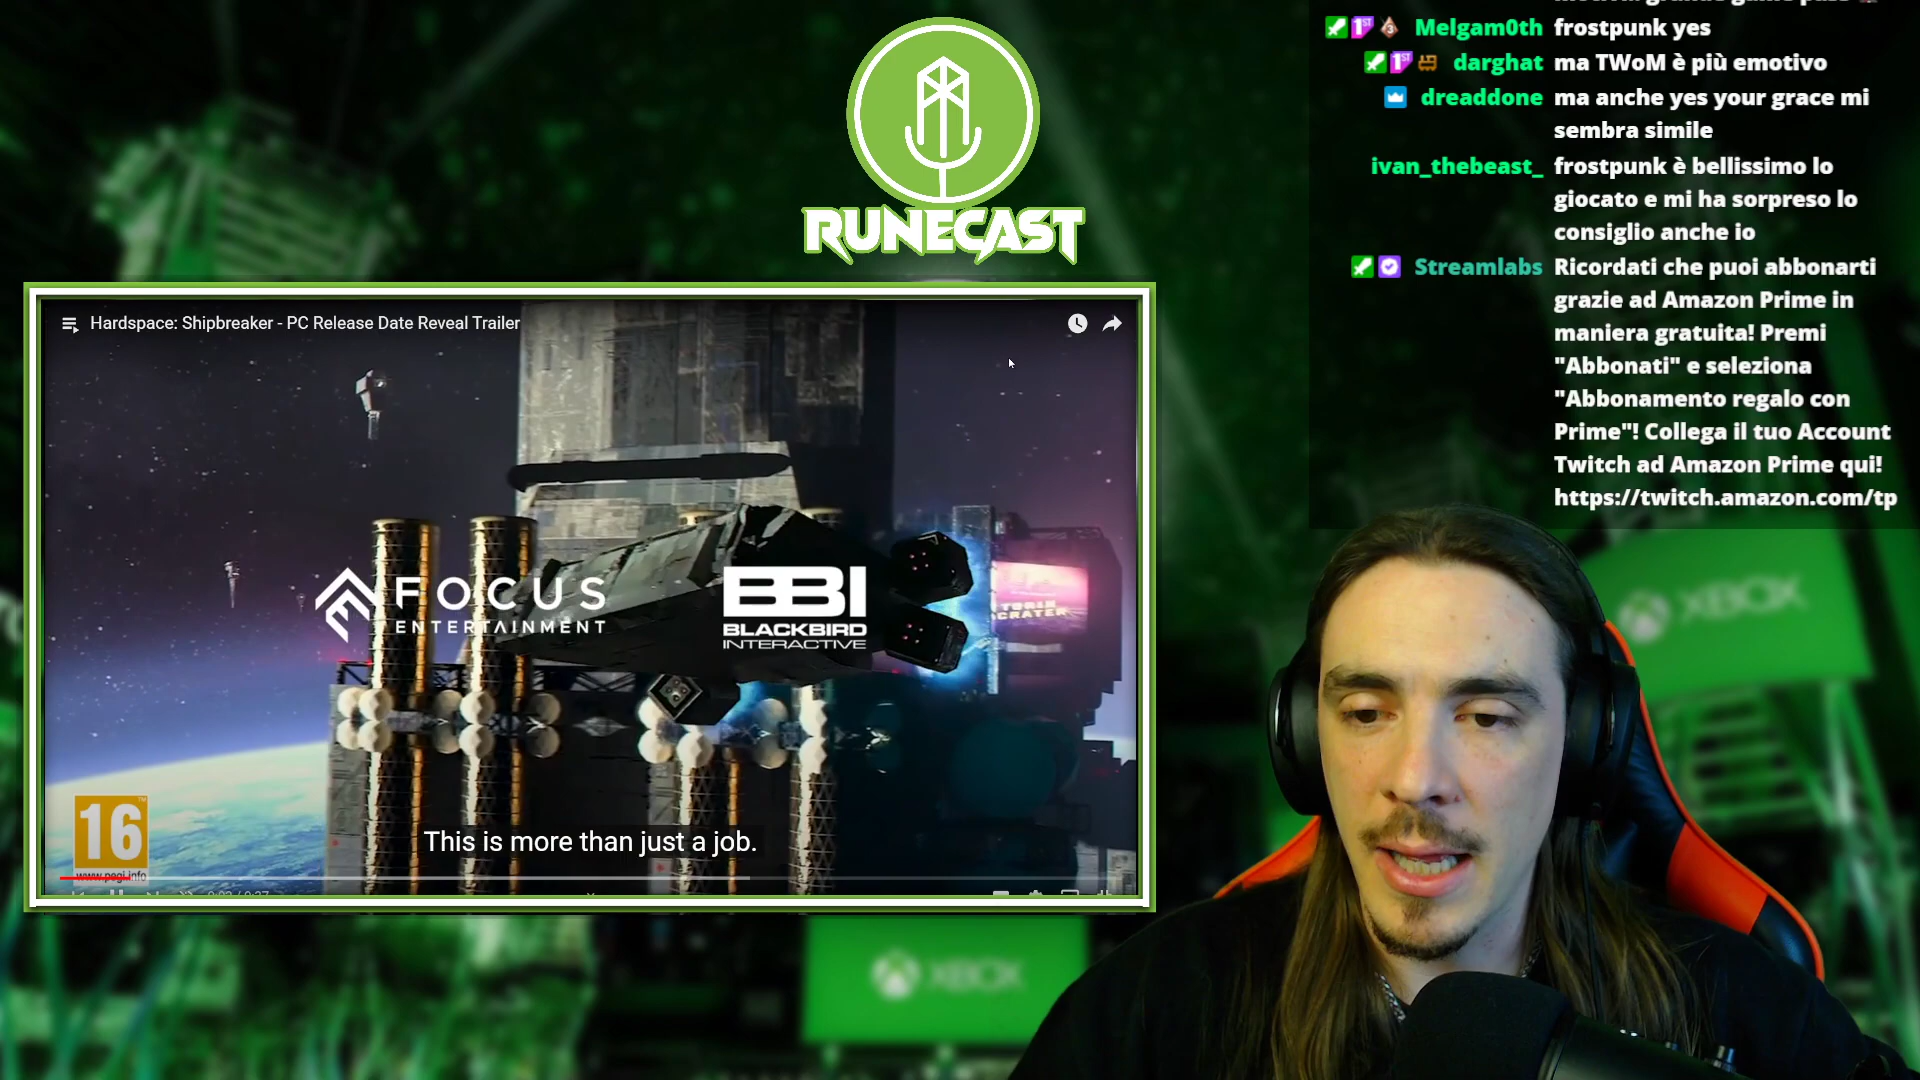 RUNECAST
Hardspace: Shipbreaker - PC Release Date Reveal Trailer
FOCUS
ENTERTAINMENT
BBI
BLACKBIRD
INTERACTIVE
16
www.pegi.info
This is more than just a job.
Melgam0th frostpunk yes
darghat ma TWoM è più emotivo
dreaddone ma anche yes your grace mi
sembra simile
ivan_thebeast_ frostpunk è bellissimo lo
giocato e mi ha sorpreso lo
consiglio anche io
Streamlabs Ricordati che puoi abbonarti
grazie ad Amazon Prime in
maniera gratuita! Premi
"Abbonati" e seleziona
"Abbonamento regalo con
Prime"! Collega il tuo Account
Twitch ad Amazon Prime qui!
https://twitch.amazon.com/tp
XBOX
XBOX